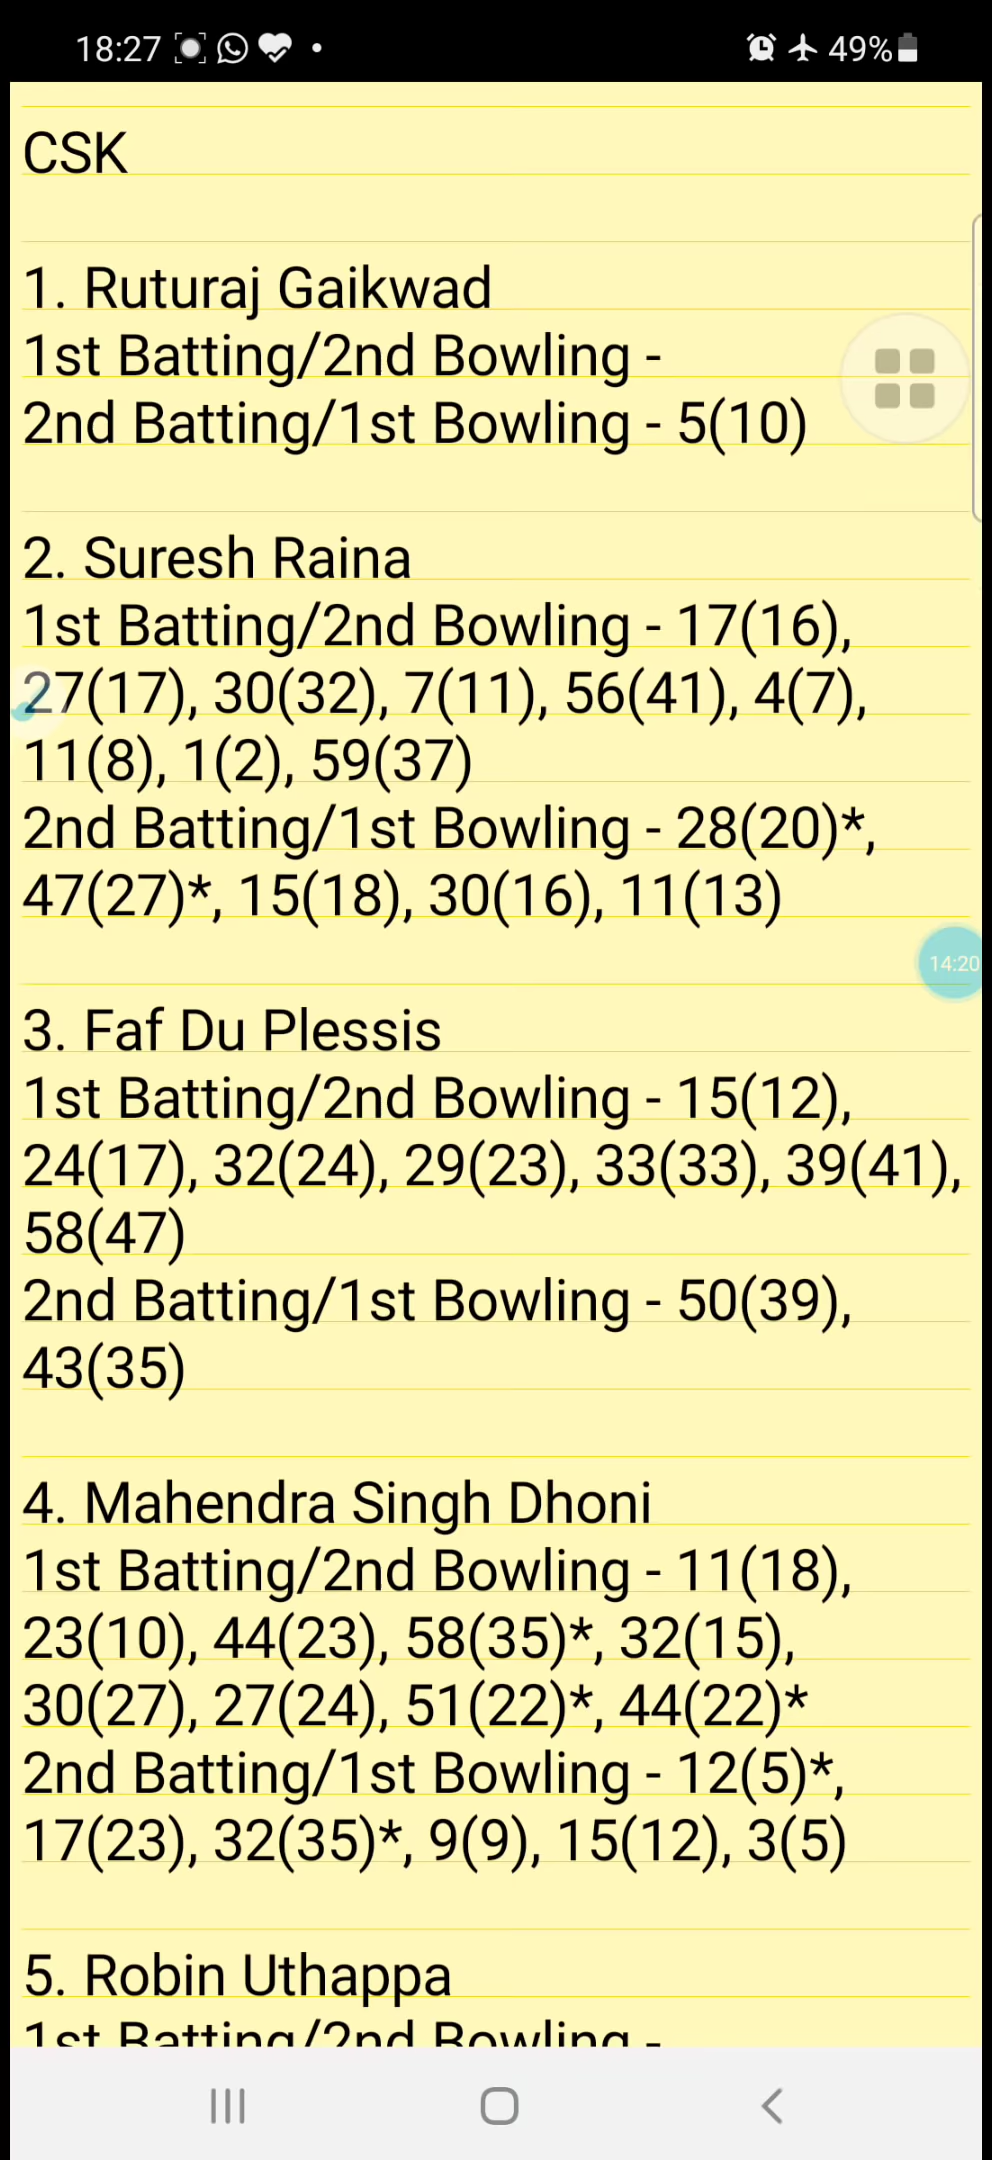 18:27
49%
CSK
1. Ruturaj Gaikwad
1st Batting/2nd Bowling -
2nd Batting/1st Bowling - 5(10)
2. Suresh Raina
1st Batting/2nd Bowling - 17(16),
27(17), 30(32), 7(11), 56(41), 4(7),
11(8), 1(2), 59(37)
2nd Batting/1st Bowling - 28(20)*,
47(27)*, 15(18), 30(16), 11(13)
14:20
3. Faf Du Plessis
1st Batting/2nd Bowling - 15(12),
24(17), 32(24), 29(23), 33(33), 39(41),
58(47)
2nd Batting/1st Bowling - 50(39),
43(35)
4. Mahendra Singh Dhoni
1st Batting/2nd Bowling - 11(18),
23(10), 44(23), 58(35)*, 32(15),
30(27), 27(24), 51(22)*, 44(22)*
2nd Batting/1st Bowling - 12(5)*,
17(23), 32(35)*, 9(9), 15(12), 3(5)
5. Robin Uthappa
1st Batting/2nd Bowling -